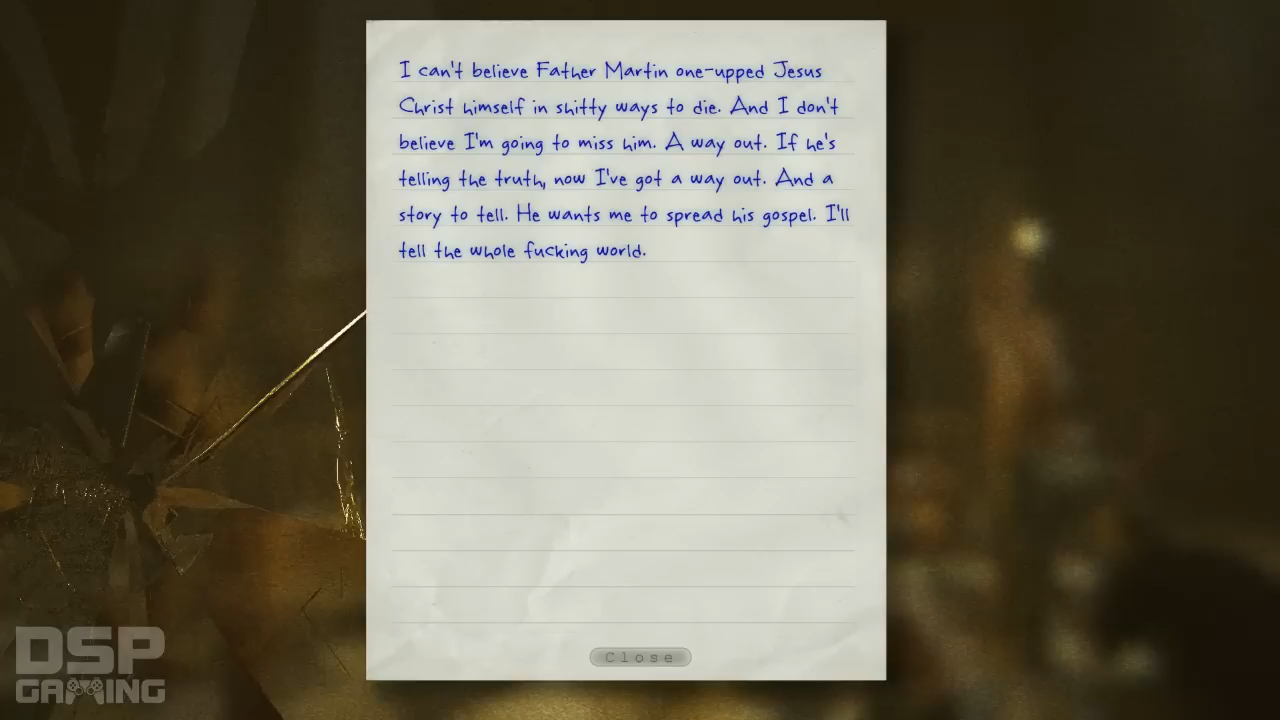 I can't believe Father Martin one-upped Jesus
Christ himself in shitty ways to die. And I don't
believe I'm going to miss him. A way out. If he's
telling the truth, now I've got a way out. And a
story to tell. He wants me to spread his gospel. I'll
tell the whole fucking world.
Close
DSP
GAMING